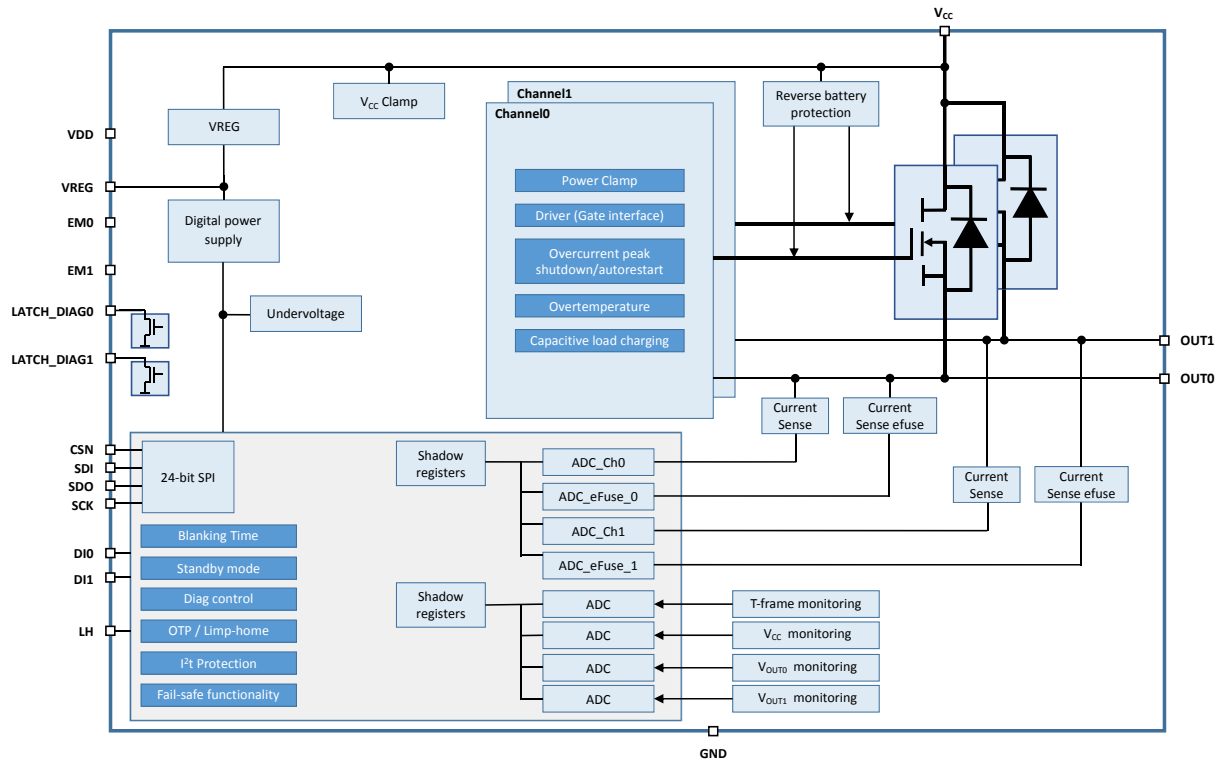 VCC
Channel1
Channel0
VCC Clamp
Reverse battery
protection
VREG
VDD
VREG
EM0
EM1
LATCH_DIAG0
LATCH_DIAG1
Digital power
supply
Undervoltage
Power Clamp
Driver (Gate interface)
Overcurrent peak
shutdown/autorestart
Overtemperature
Capacitive load charging
OUT1
OUT0
Current
Sense
Current
Sense efuse
Current
Sense
Current
Sense efuse
CSN
SDI
SDO
SCK
DI0
DI1
LH
24-bit SPI
Blanking Time
Standby mode
Diag control
OTP / Limp-home
I²t Protection
Fail-safe functionality
Shadow
registers
ADC_Ch0
ADC_eFuse_0
ADC_Ch1
ADC_eFuse_1
Shadow
registers
ADC
T-frame monitoring
ADC
VCC monitoring
ADC
VOUT0 monitoring
ADC
VOUT1 monitoring
GND